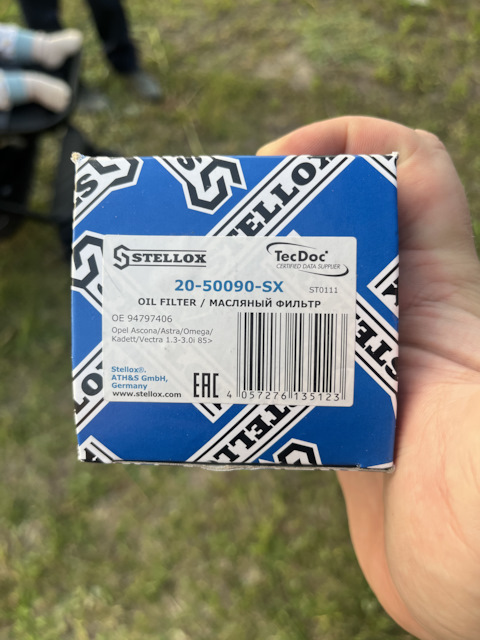 STELLOX
STELLOX
TecDoc®
CERTIFIED DATA SUPPLIER
20-50090-SX
ST0111
OIL FILTER / МАСЛЯНЫЙ ФИЛЬТР
OE 94797406
Opel Ascona/Astra/Omega/
Kadett/Vectra 1.3-3.0i 85>
Stellox®.
ATH&S GmbH,
Germany
www.stellox.com
EAC
4 057276 135123